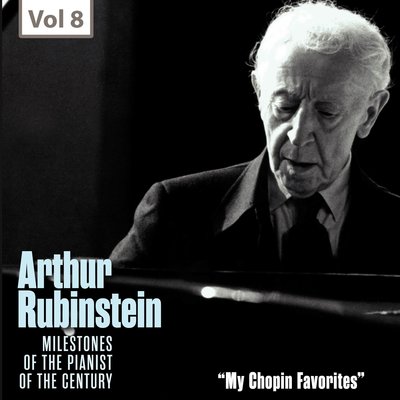 Vol 8
Arthur
Rubinstein
MILESTONES
OF THE PIANIST
OF THE CENTURY
“My Chopin Favorites”